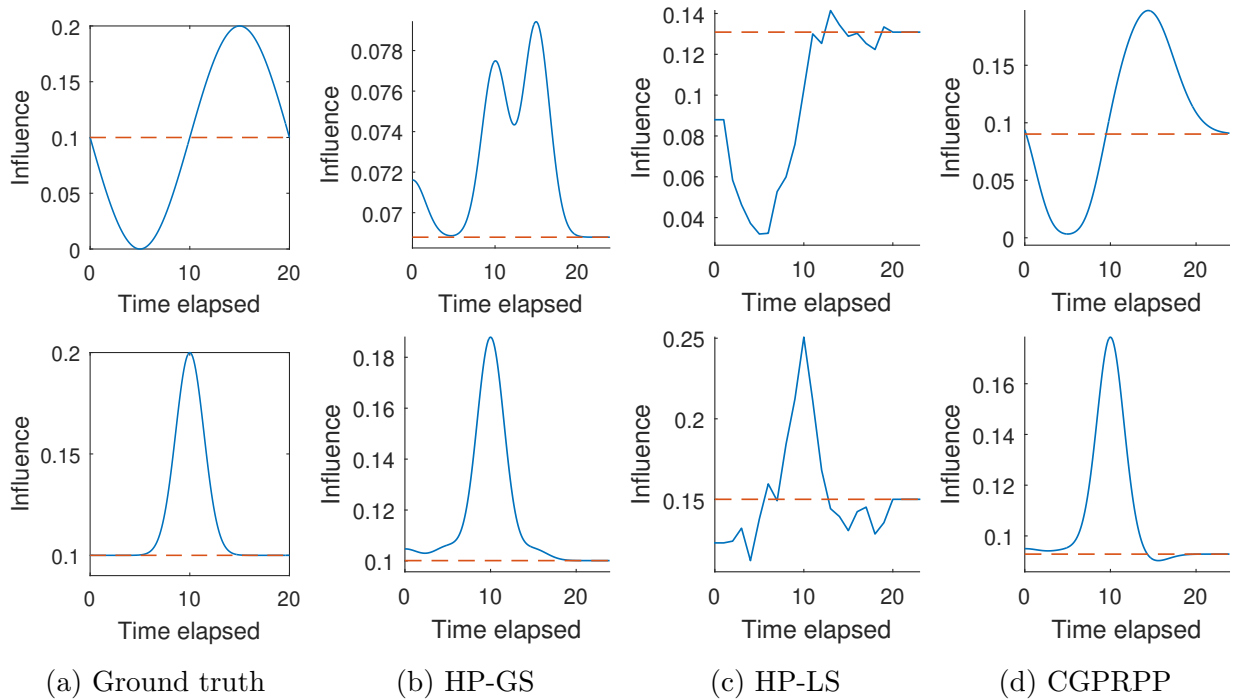 0.2
0.15
0.1
0.05
0
0 10 20
Influence
Time elapsed
0.078
0.076
0.074
0.072
0.07
0 10 20
Influence
Time elapsed
0.14
0.12
0.1
0.08
0.06
0.04
0 10 20
Influence
Time elapsed
0.15
0.1
0.05
0
0 10 20
Influence
Time elapsed
0.2
0.15
0.1
0 10 20
Influence
Time elapsed
0.18
0.16
0.14
0.12
0.1
0 10 20
Influence
Time elapsed
0.25
0.2
0.15
0 10 20
Influence
Time elapsed
0.16
0.14
0.12
0.1
0 10 20
Influence
Time elapsed
(a) Ground truth
(b) HP-GS
(c) HP-LS
(d) CGPRPP